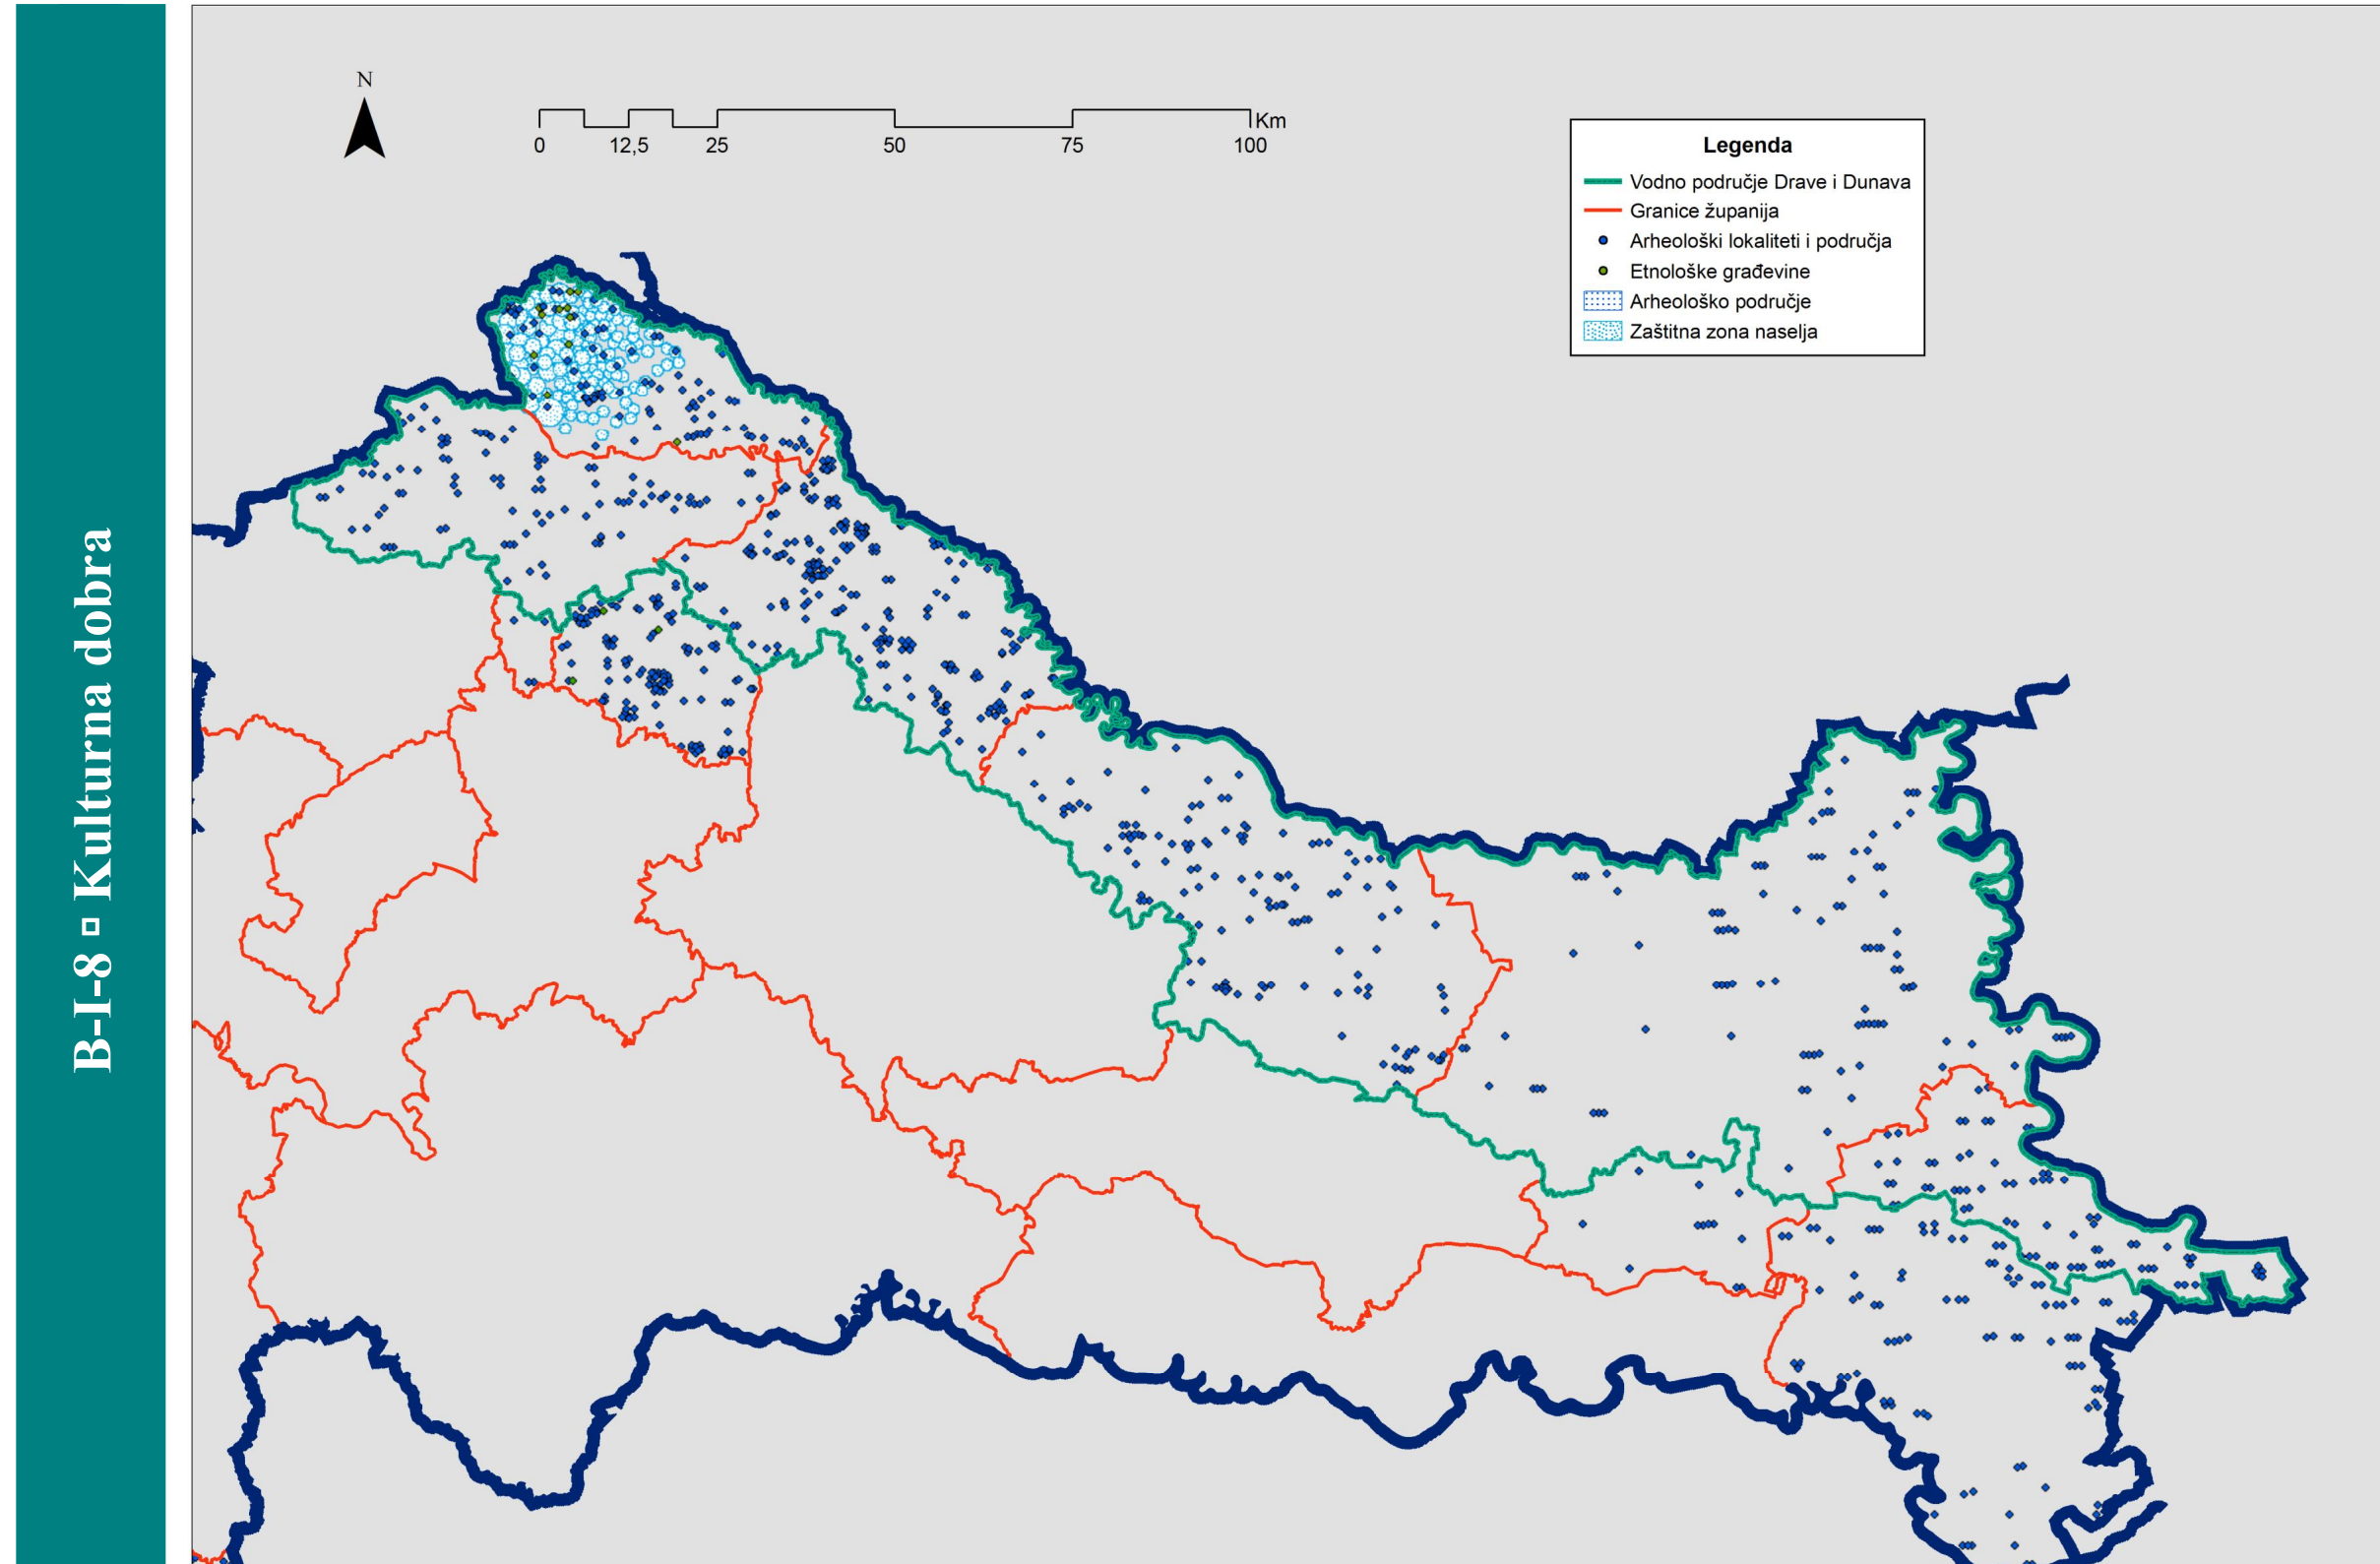 B-I-8 ▫ Kulturna dobra
N
0 12,5 25 50 75 100 Km
Legenda
Vodno područje Drave i Dunava
Granice županija
Arheološki lokaliteti i područja
Etnološke građevine
Arheološko područje
Zaštitna zona naselja